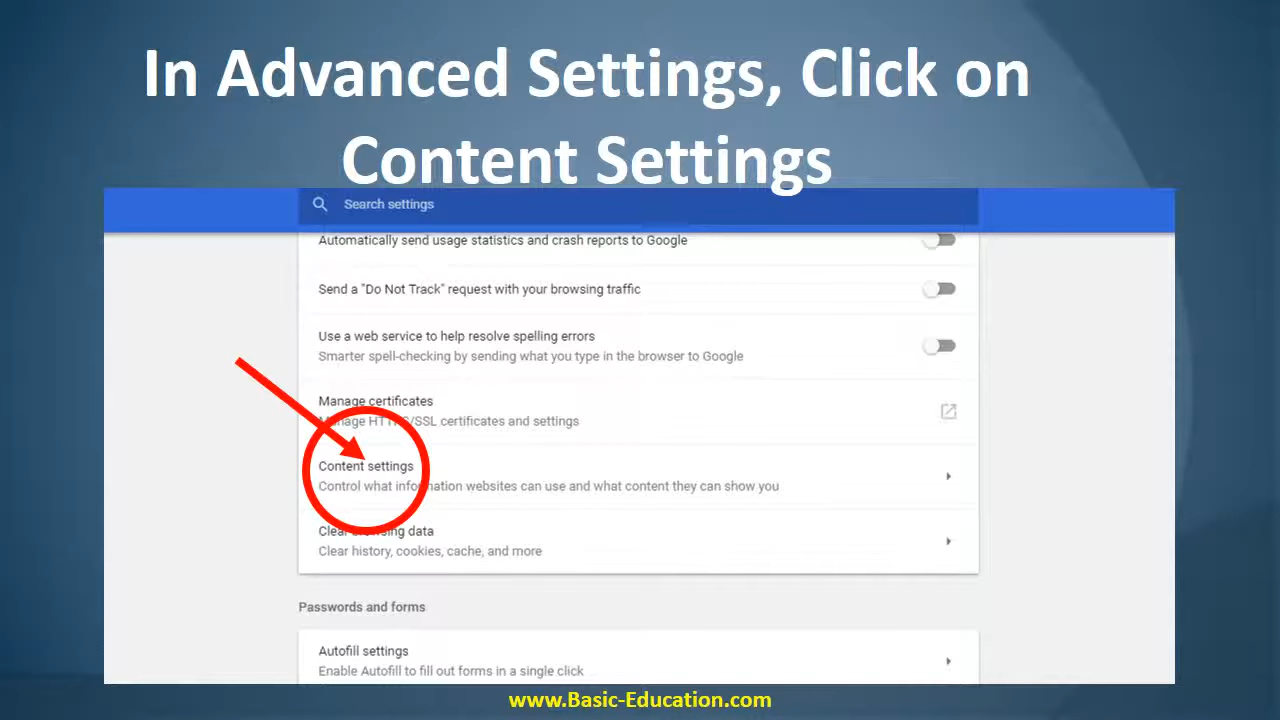 In Advanced Settings, Click on
Content Settings
Search settings
Automatically send usage statistics and crash reports to Google
Send a "Do Not Track" request with your browsing traffic
Use a web service to help resolve spelling errors
Smarter spell-checking by sending what you type in the browser to Google
Manage certificates
Manage HTTPS/SSL certificates and settings
Content settings
Control what information websites can use and what content they can show you
Clear browsing data
Clear history, cookies, cache, and more
Passwords and forms
Autofill settings
Enable Autofill to fill out forms in a single click
www.Basic-Education.com